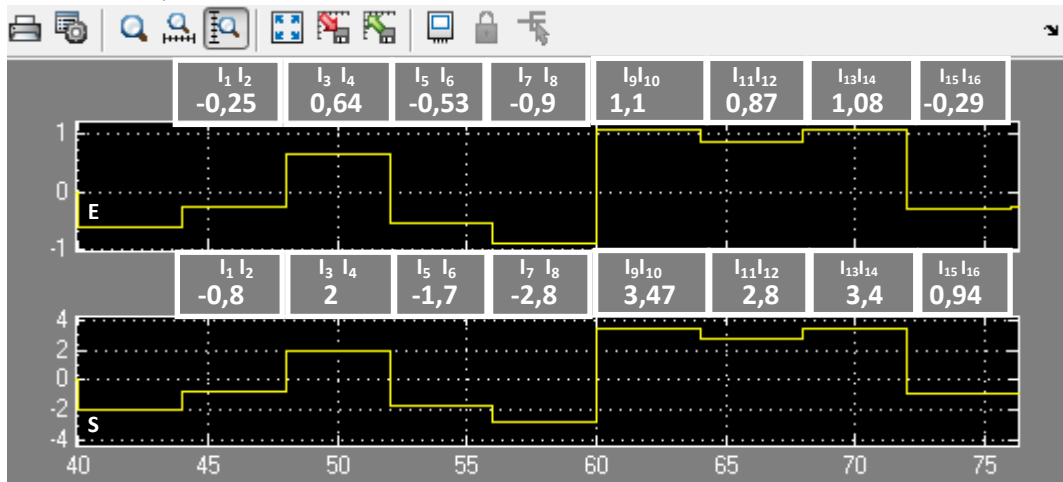 I₁ I₂ I₃ I₄ I₅ I₆ I₇ I₈ I₉I₁₀ I₁₁I₁₂ I₁₃I₁₄ I₁₅ I₁₆
-0,25 0,64 -0,53 -0,9 1,1 0,87 1,08 -0,29
1
0
E
-1
I₁ I₂ I₃ I₄ I₅ I₆ I₇ I₈ I₉I₁₀ I₁₁I₁₂ I₁₃I₁₄ I₁₅ I₁₆
-0,8 2 -1,7 -2,8 3,47 2,8 3,4 0,94
4
2
0
-2
S
-4
40 45 50 55 60 65 70 75